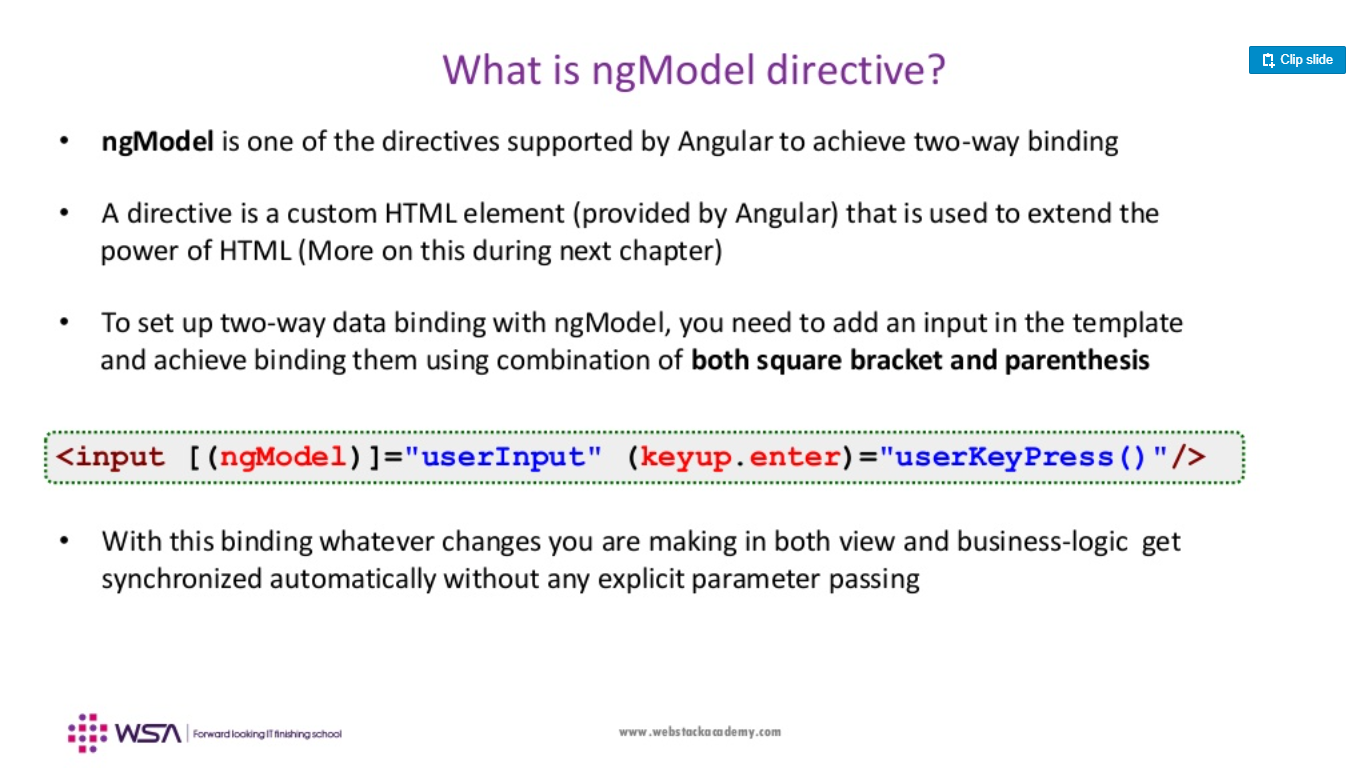 What is ngModel directive?
Clip slide
• ngModel is one of the directives supported by Angular to achieve two-way binding
• A directive is a custom HTML element (provided by Angular) that is used to extend the
power of HTML (More on this during next chapter)
• To set up two-way data binding with ngModel, you need to add an input in the template
and achieve binding them using combination of both square bracket and parenthesis
<input [(ngModel)]="userInput" (keyup.enter)="userKeyPress()"/>
• With this binding whatever changes you are making in both view and business-logic get
synchronized automatically without any explicit parameter passing
WSA Forward looking IT finishing school
www.webstackacademy.com